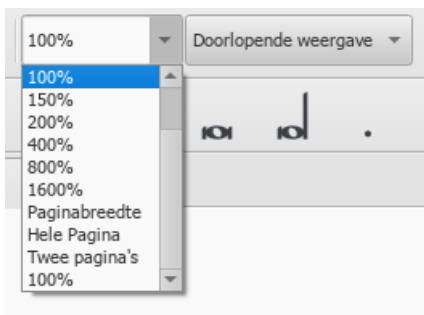 100% Doorlopende weergave
100%
150%
200%
400%
800%
1600%
Paginabreedte
Hele Pagina
Twee pagina's
100%